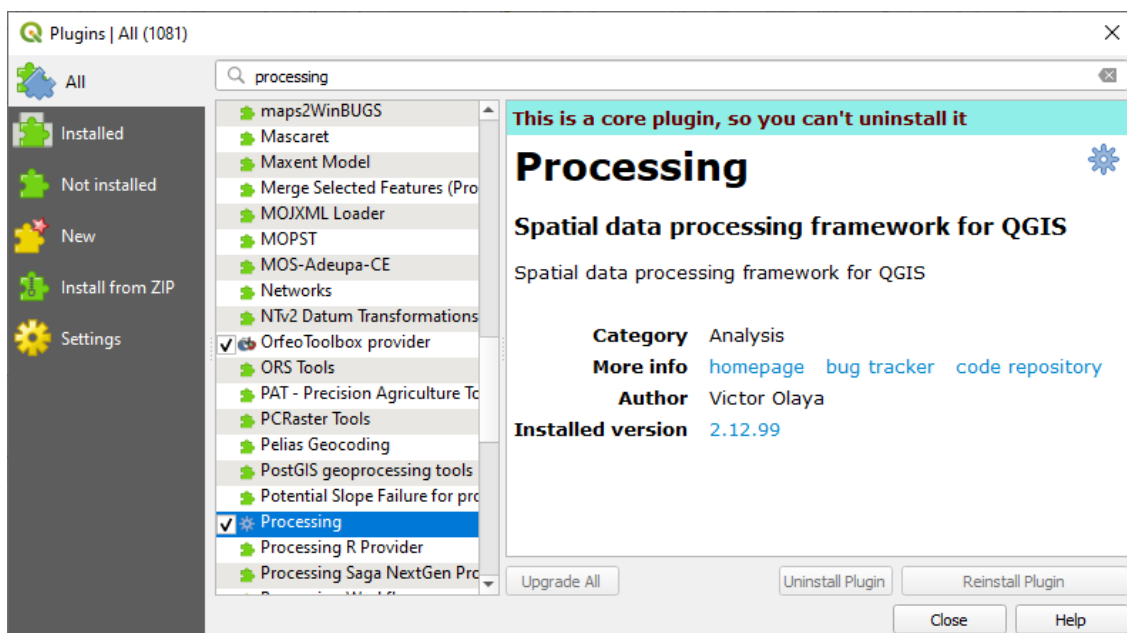 Plugins | All (1081)
All
Installed
Not installed
New
Install from ZIP
Settings
processing
maps2WinBUGS
Mascaret
Maxent Model
Merge Selected Features (Pro
MOJXML Loader
MOPST
MOS-Adeupa-CE
Networks
NTv2 Datum Transformations
OrfeoToolbox provider
ORS Tools
PAT - Precision Agriculture To
PCRaster Tools
Pelias Geocoding
PostGIS geoprocessing tools
Potential Slope Failure for pro
Processing
Processing R Provider
Processing Saga NextGen Pro
This is a core plugin, so you can't uninstall it
Processing
Spatial data processing framework for QGIS
Spatial data processing framework for QGIS
Category Analysis
More info homepage bug tracker code repository
Author Victor Olaya
Installed version 2.12.99
Upgrade All Uninstall Plugin Reinstall Plugin
Close Help